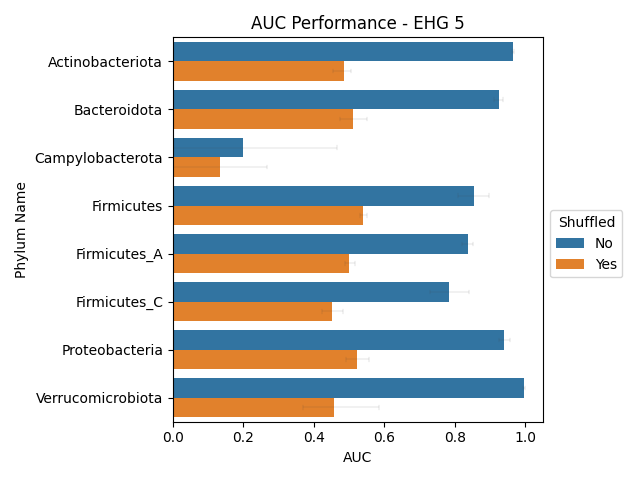 AUC Performance - EHG 5
Phylum Name
Actinobacteriota
Bacteroidota
Campylobacterota
Firmicutes
Firmicutes_A
Firmicutes_C
Proteobacteria
Verrucomicrobiota
0.0 0.2 0.4 0.6 0.8 1.0
AUC
Shuffled
No
Yes